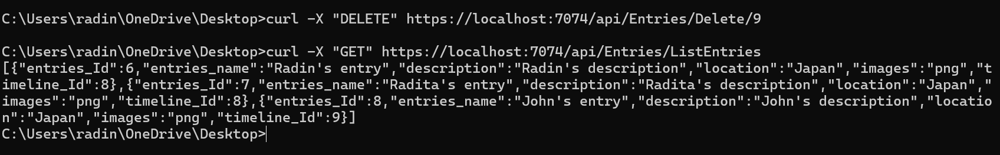 C:\Users\radin\OneDrive\Desktop>curl -X "DELETE" https://localhost:7074/api/Entries/Delete/9
C:\Users\radin\OneDrive\Desktop>curl -X "GET" https://localhost:7074/api/Entries/ListEntries
[{"entries_Id":6,"entries_name":"Radin's entry","description":"Radin's description","location":"Japan","images":"png","t
imeline_Id":8},{"entries_Id":7,"entries_name":"Radita's entry","description":"Radita's description","location":"Japan","
images":"png","timeline_Id":8},{"entries_Id":8,"entries_name":"John's entry","description":"John's description","locatio
n":"Japan","images":"png","timeline_Id":9}]
C:\Users\radin\OneDrive\Desktop>